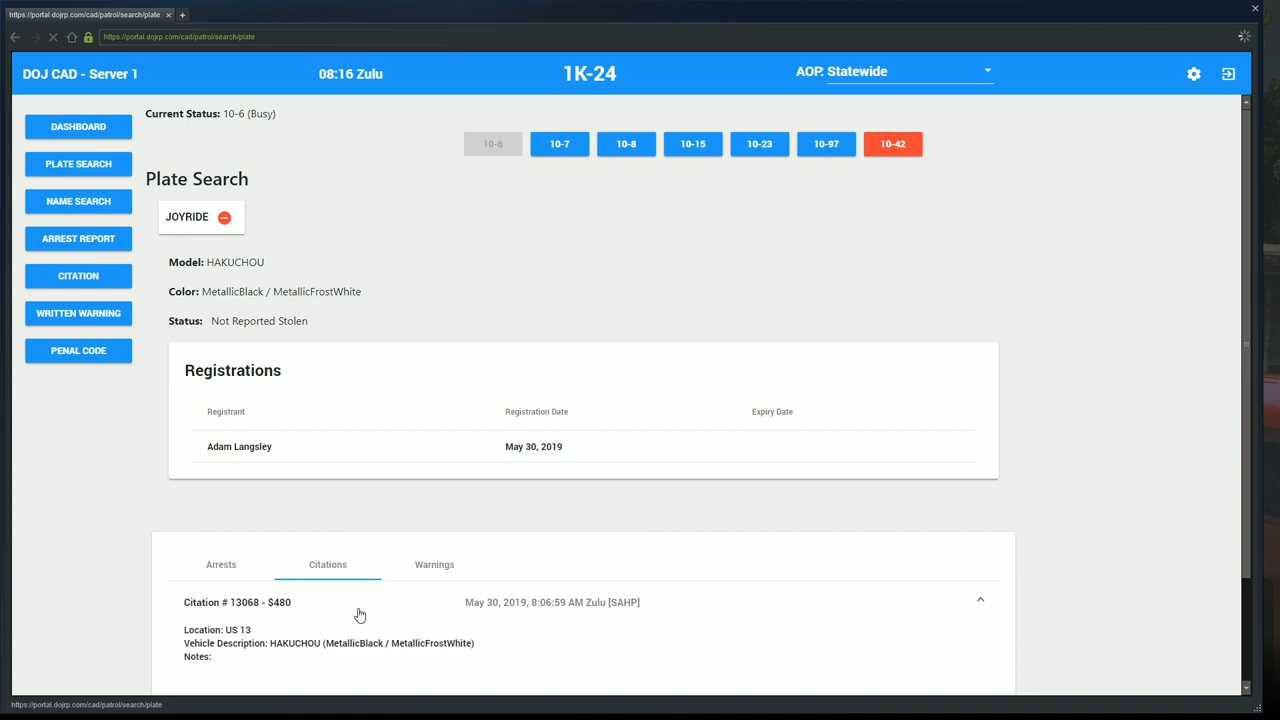 https://portal.dojrp.com/cad/patrol/search/plate
https://portal.dojrp.com/cad/patrol/search/plate
DOJ CAD - Server 1
08:16 Zulu
1K-24
AOP: Statewide
Current Status: 10-6 (Busy)
10-6
10-7
10-8
10-15
10-23
10-97
10-42
DASHBOARD
PLATE SEARCH
NAME SEARCH
ARREST REPORT
CITATION
WRITTEN WARNING
PENAL CODE
Plate Search
JOYRIDE
Model: HAKUCHOU
Color: MetallicBlack / MetallicFrostWhite
Status: Not Reported Stolen
Registrations
Registrant
Registration Date
Expiry Date
Adam Langsley
May 30, 2019
Arrests
Citations
Warnings
Citation # 13068 - $480
May 30, 2019, 8:06:59 AM Zulu [SAHP]
Location: US 13
Vehicle Description: HAKUCHOU (MetallicBlack / MetallicFrostWhite)
Notes:
https://portal.dojrp.com/cad/patrol/search/plate